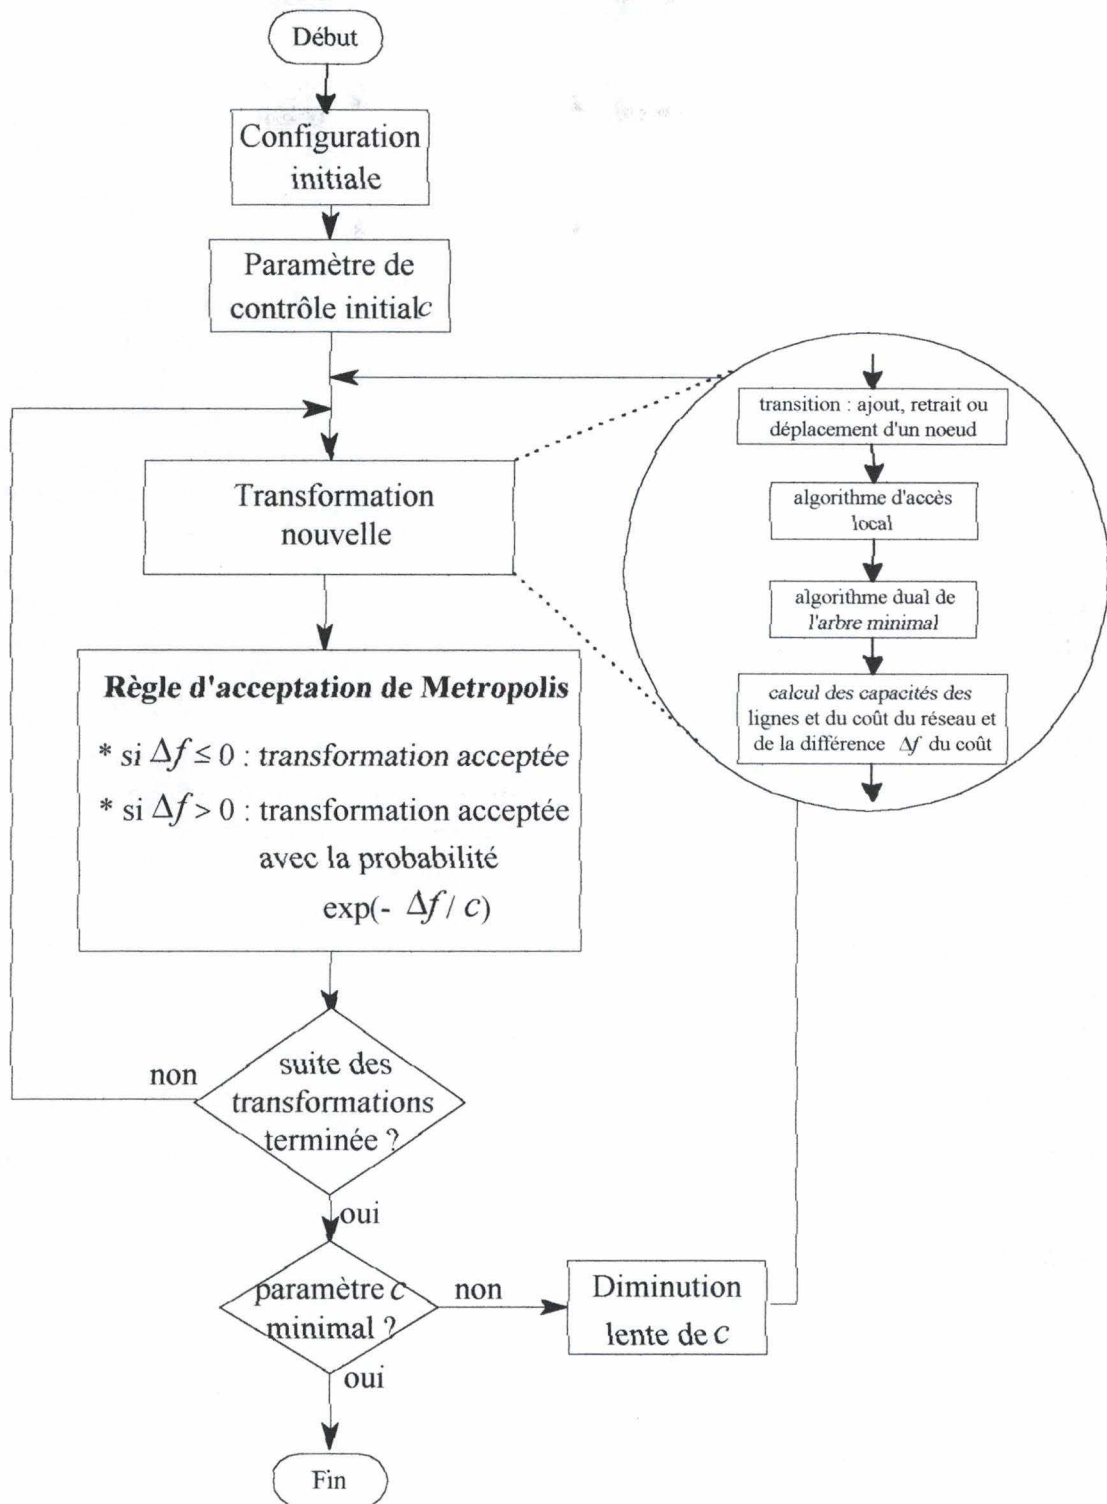 Début
Configuration
initiale
Paramètre de
contrôle initial c
Transformation
nouvelle
transition : ajout, retrait ou
déplacement d'un noeud
algorithme d'accès
local
algorithme dual de
l'arbre minimal
calcul des capacités des
lignes et du coût du réseau et
de la différence Δf du coût
Règle d'acceptation de Metropolis
* si Δf ≤ 0 : transformation acceptée
* si Δf > 0 : transformation acceptée
avec la probabilité
exp(- Δf / c)
non
suite des
transformations
terminée ?
oui
paramètre c
minimal ?
non
Diminution
lente de c
oui
Fin